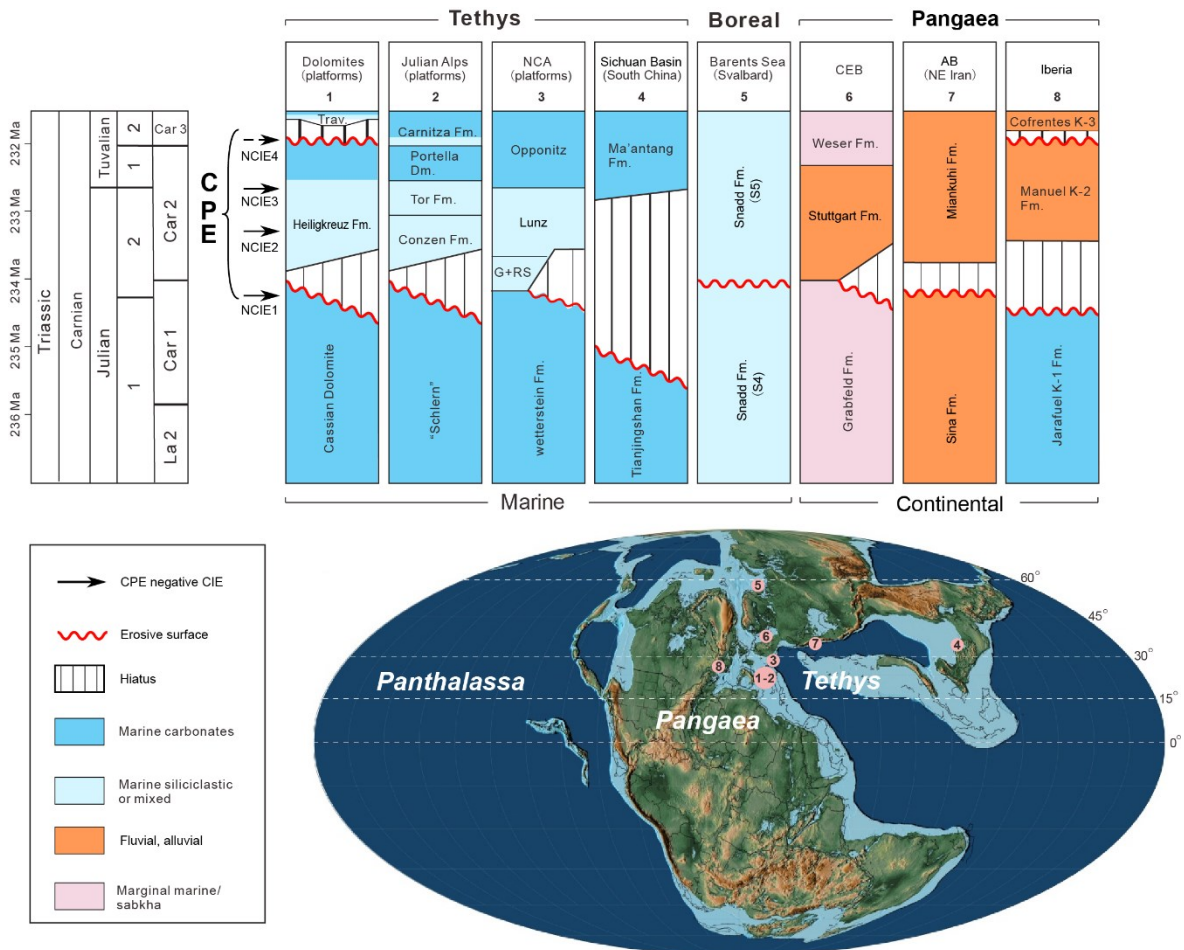 Tethys
Boreal
Pangaea
Dolomites
(platforms)
1
Julian Alps
(platforms)
2
NCA
(platforms)
3
Sichuan Basin
(South China)
4
Barents Sea
(Svalbard)
5
CEB
6
AB
(NE Iran)
7
Iberia
8
232 Ma
233 Ma
234 Ma
235 Ma
236 Ma
Triassic
Carnian
Tuvalian
Julian
2
1
2
1
Car 3
Car 2
Car 1
La 2
CPE
NCIE4
NCIE3
NCIE2
NCIE1
Trav.
Heiligkreuz Fm.
Cassian Dolomite
Carnitza Fm.
Portella
Dm.
Tor Fm.
Conzen Fm.
"Schlern"
Opponitz
Lunz
G+RS
wetterstein Fm.
Ma'antang
Fm.
Tianjingshan Fm.
Snadd Fm.
(S5)
Snadd Fm.
(S4)
Weser Fm.
Stuttgart Fm.
Grabfeld Fm.
Miankuhi Fm.
Sina Fm.
Cofrentes K-3
Manuel K-2
Fm.
Jarafuel K-1 Fm.
Marine
Continental
CPE negative CIE
Erosive surface
Hiatus
Marine carbonates
Marine siliciclastic
or mixed
Fluvial, alluvial
Marginal marine/
sabkha
60°
45°
30°
15°
0°
5
6
7
4
3
8
1-2
Panthalassa
Tethys
Pangaea